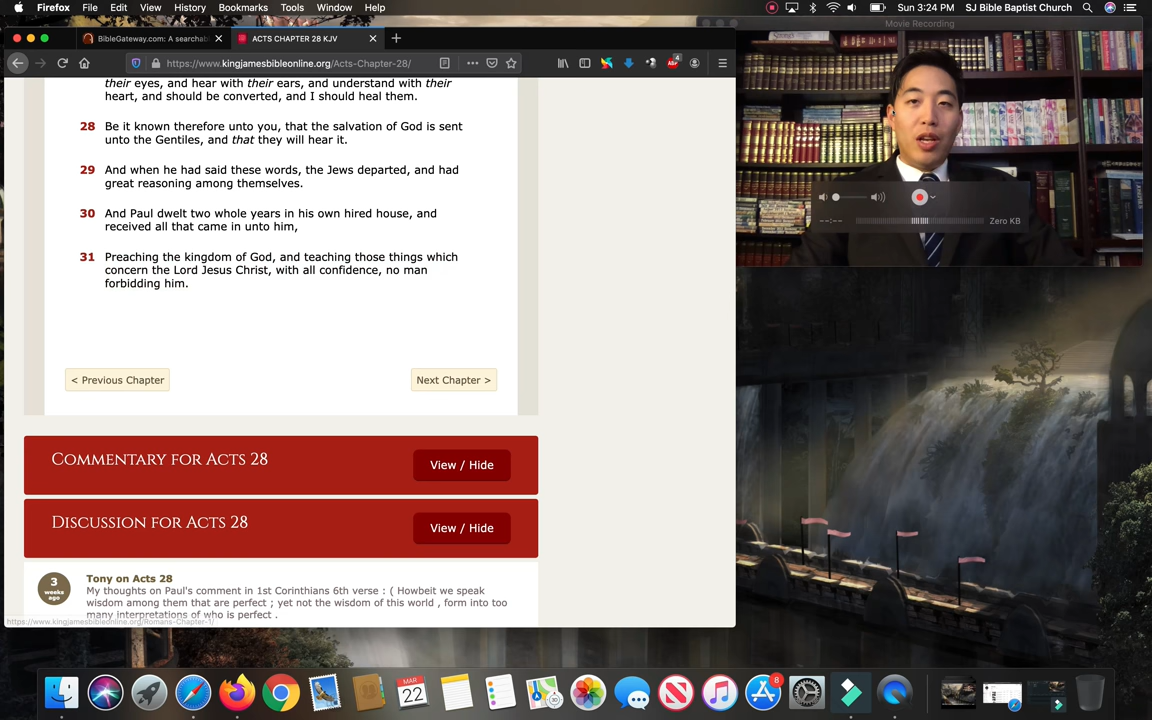 Firefox File Edit View History Bookmarks Tools Window Help
Sun 3:24 PM SJ Bible Baptist Church
Movie Recording
BibleGateway.com: A searchab
ACTS CHAPTER 28 KJV
https://www.kingjamesbibleonline.org/Acts-Chapter-28/
their eyes, and hear with their ears, and understand with their
heart, and should be converted, and I should heal them.
28 Be it known therefore unto you, that the salvation of God is sent
unto the Gentiles, and that they will hear it.
29 And when he had said these words, the Jews departed, and had
great reasoning among themselves.
30 And Paul dwelt two whole years in his own hired house, and
received all that came in unto him,
31 Preaching the kingdom of God, and teaching those things which
concern the Lord Jesus Christ, with all confidence, no man
forbidding him.
< Previous Chapter
Next Chapter >
Commentary for Acts 28
View / Hide
Discussion for Acts 28
View / Hide
3
weeks
ago
Tony on Acts 28
My thoughts on Paul's comment in 1st Corinthians 6th verse : ( Howbeit we speak
wisdom among them that are perfect ; yet not the wisdom of this world , form into too
many interpretations of who is perfect .
https://www.kingjamesbibleonline.org/Romans-Chapter-1/
--:--
Zero KB
MAR
22
8
4